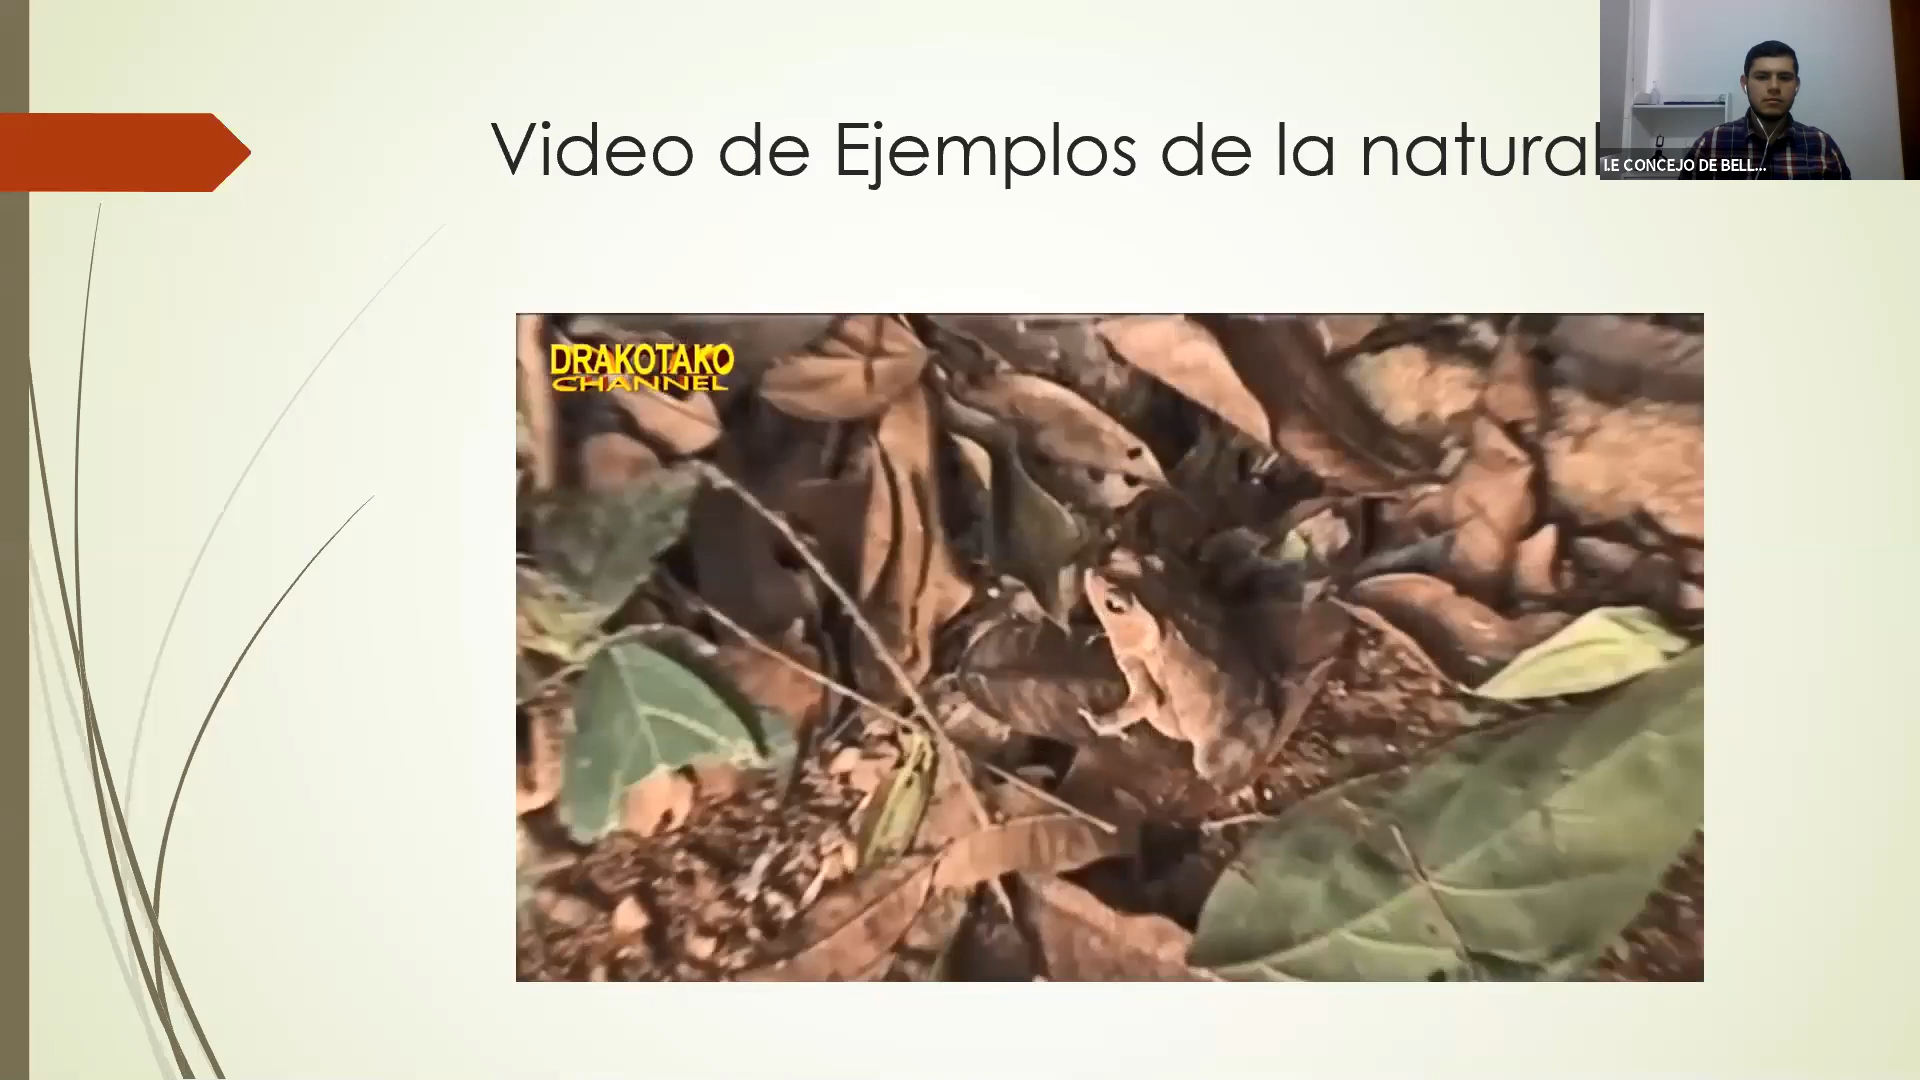 Video de Ejemplos de la natural
I.E CONCEJO DE BELL...
DRAKOTAKO
CHANNEL